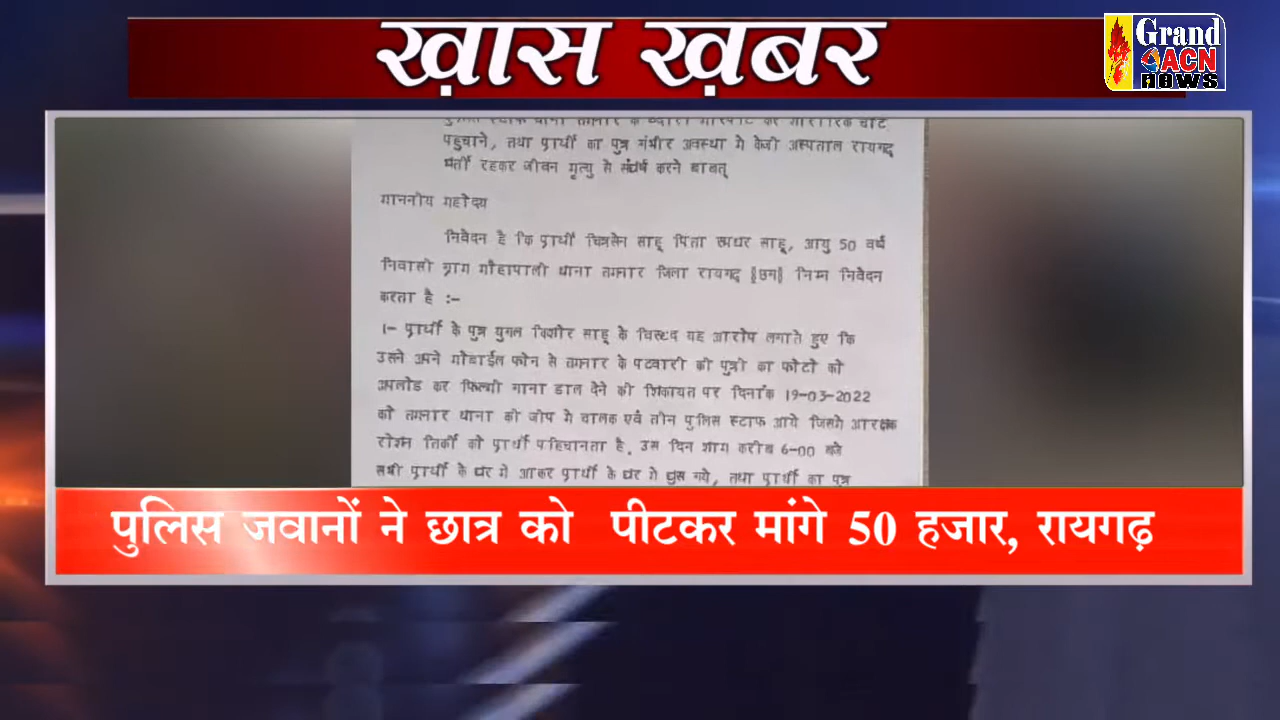 ख़ास ख़बर
Grand
ACN
NEWS
पहुचाने, तथा प्रार्थी का पुत्र गंभीर अवस्था मे केजी अस्पताल रायगढ़
भर्ती रहकर जीवन मृत्यु से संघर्ष करने बाबत्
माननीय महोदय
निवेदन है कि प्रार्थी चित्रसेन साहू पिता साहू, आयु 50 वर्ष
निवासी ग्राम गौहापाली थाना तमनार जिला रायगढ़ {छग} निम्न निवेदन
करता है :-
1- प्रार्थी के पुत्र युगल किशोर साहू के विरूध्द यह आरोप लगाते हुए कि
उसने अपने मोबाईल फोन से तमनार के पटवारी की पुत्री का फोटो को
अपलोड कर फिल्मी गाना डाल देने की शिकायत पर दिनांक 19-03-2022
को तमनार थाना की जीप मे चालक एवं तीन पुलिस स्टाफ आये जिसमे आरक्षक
तिर्की को प्रार्थी पहिचानता है. उस दिन शाम करीब 6-00 बजे
सभी प्रार्थी के घर मे आकर प्रार्थी के घर मे घुस गये, तथा प्रार्थी का पुत्र
पुलिस जवानों ने छात्र को पीटकर मांगे 50 हजार, रायगढ़